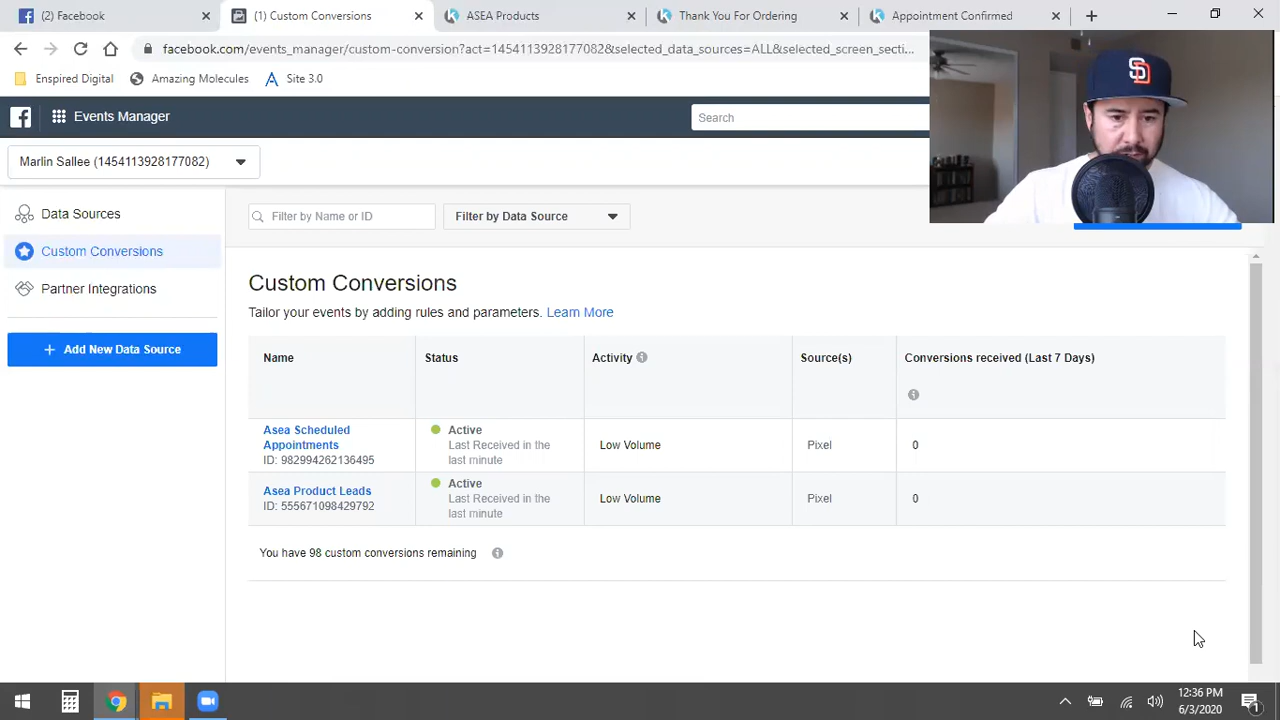 (2) Facebook
(1) Custom Conversions
ASEA Products
Thank You For Ordering
Appointment Confirmed
facebook.com/events_manager/custom-conversion?act=1454113928177082&selected_data_sources=ALL&selected_screen_secti...
Enspired Digital
Amazing Molecules
Site 3.0
Events Manager
Search
Marlin Sallee (1454113928177082)
Data Sources
Custom Conversions
Partner Integrations
+ Add New Data Source
Filter by Name or ID
Filter by Data Source
Custom Conversions
Tailor your events by adding rules and parameters. Learn More
Name
Status
Activity
Source(s)
Conversions received (Last 7 Days)
Asea Scheduled
Appointments
ID: 982994262136495
Active
Last Received in the
last minute
Low Volume
Pixel
0
Asea Product Leads
ID: 555671098429792
Active
Last Received in the
last minute
Low Volume
Pixel
0
You have 98 custom conversions remaining
SD
12:36 PM
6/3/2020
1